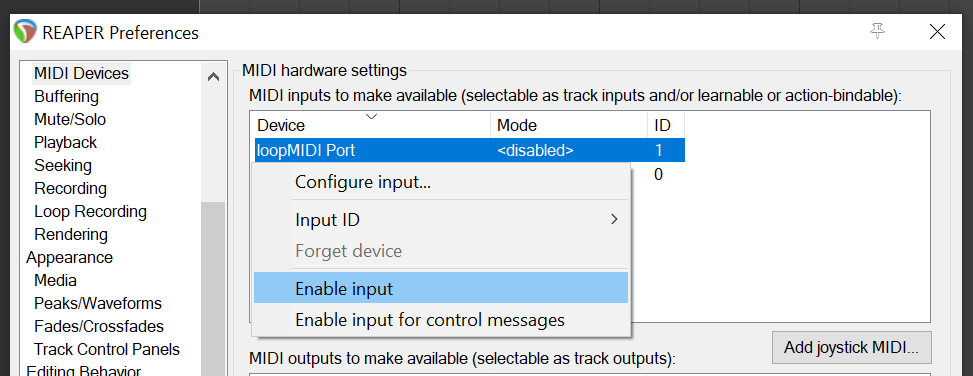 REAPER Preferences
MIDI Devices
Buffering
Mute/Solo
Playback
Seeking
Recording
Loop Recording
Rendering
Appearance
Media
Peaks/Waveforms
Fades/Crossfades
Track Control Panels
Editing Behavior
MIDI hardware settings
MIDI inputs to make available (selectable as track inputs and/or learnable or action-bindable):
Device Mode ID
loopMIDI Port <disabled> 1
0
Configure input...
Input ID
Forget device
Enable input
Enable input for control messages
Add joystick MIDI...
MIDI outputs to make available (selectable as track outputs):